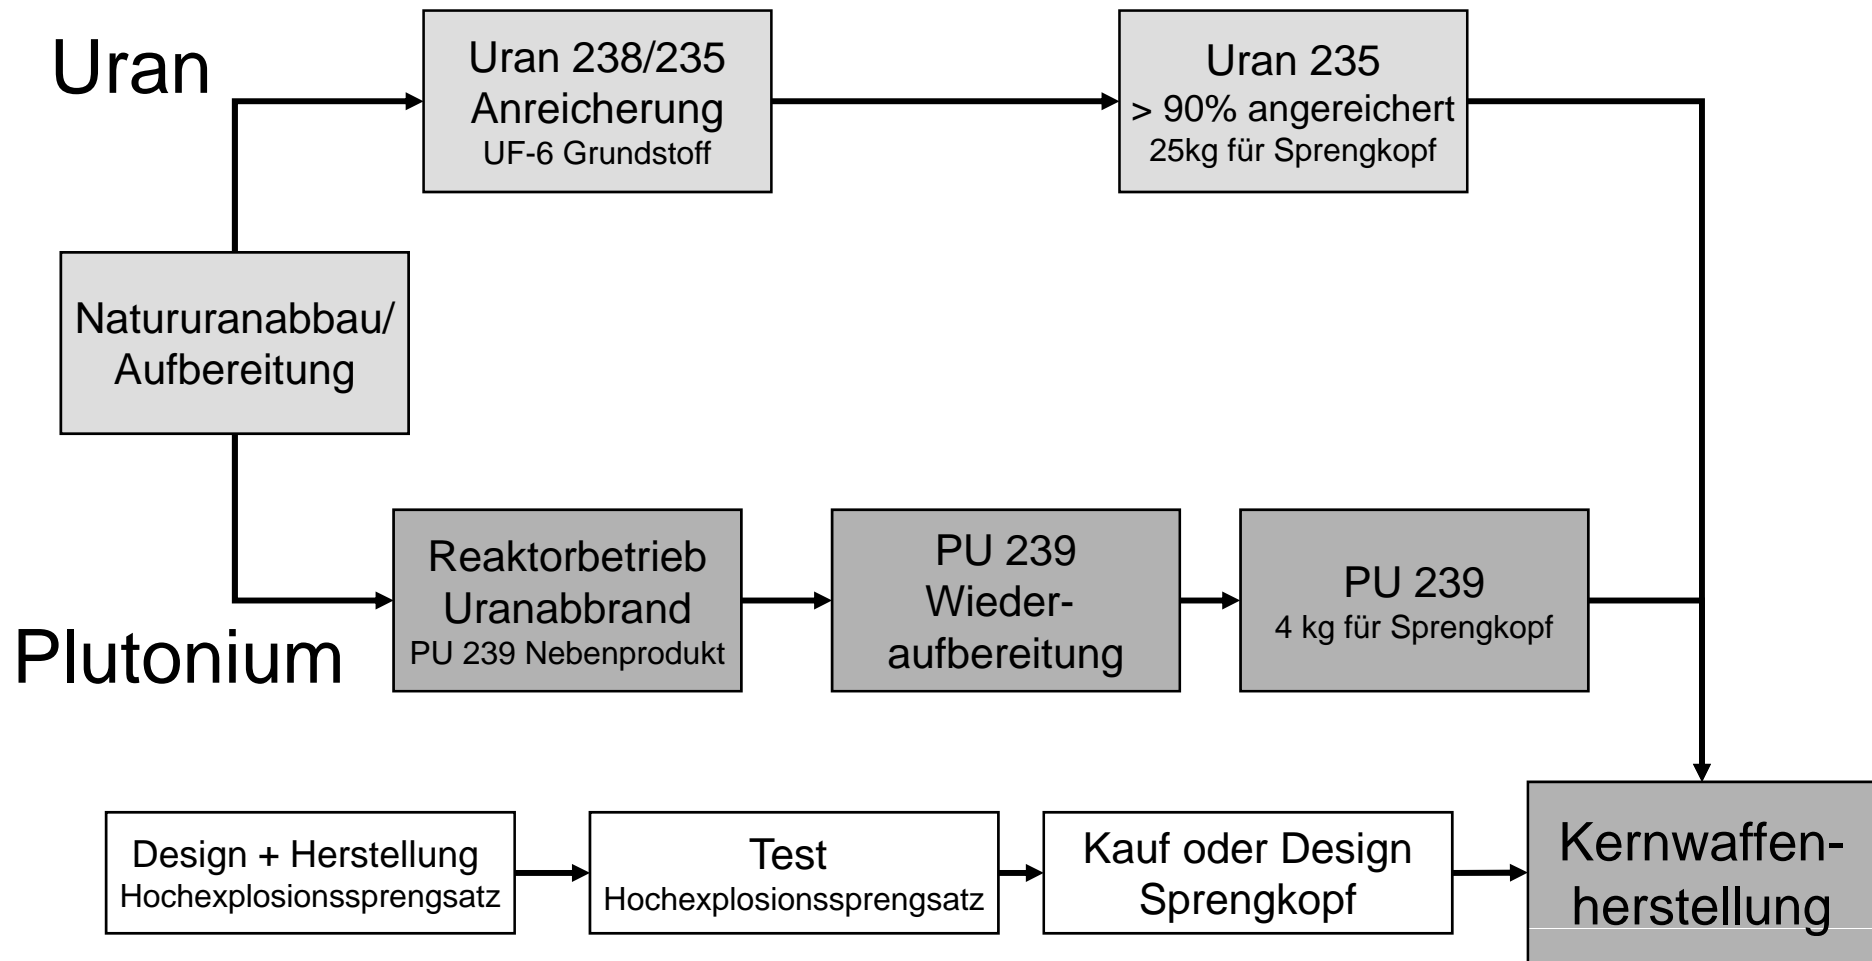 Uran
Uran 238/235
Anreicherung
UF-6 Grundstoff
Uran 235
> 90% angereichert
25kg für Sprengkopf
Natururanabbau/
Aufbereitung
Plutonium
Reaktorbetrieb
Uranabbrand
PU 239 Nebenprodukt
PU 239
Wieder-
aufbereitung
PU 239
4 kg für Sprengkopf
Design + Herstellung
Hochexplosionssprengsatz
Test
Hochexplosionssprengsatz
Kauf oder Design
Sprengkopf
Kernwaffen-
herstellung